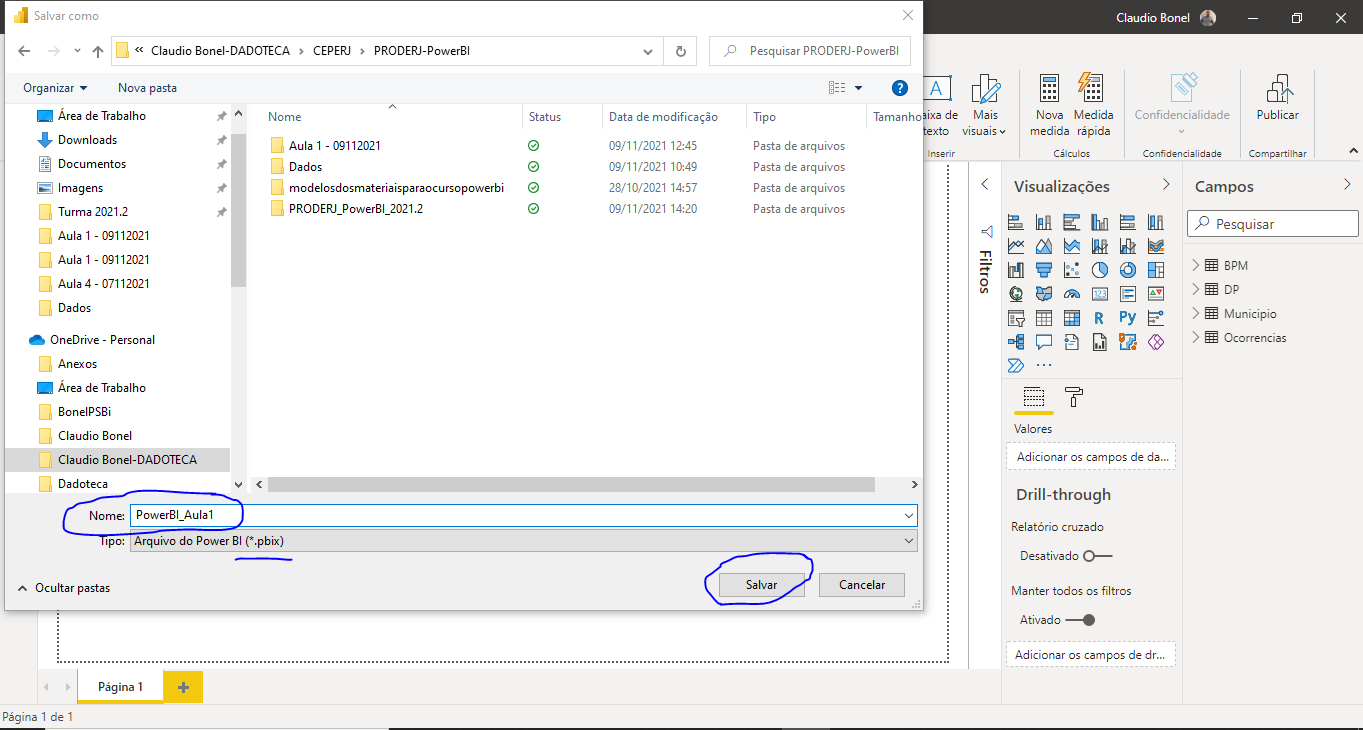 Salvar como
Claudio Bonel
« Claudio Bonel-DADOTECA > CEPERJ > PRODERJ-PowerBI
Pesquisar PRODERJ-PowerBI
Organizar Nova pasta
Nome Status Data de modificação Tipo Tamanho
Área de Trabalho
Downloads
Documentos
Imagens
Turma 2021.2
Aula 1 - 09112021
Aula 1 - 09112021
Aula 4 - 07112021
Dados
OneDrive - Personal
Anexos
Área de Trabalho
BonelPSBi
Claudio Bonel
Claudio Bonel-DADOTECA
Dadoteca
Aula 1 - 09112021 09/11/2021 12:45 Pasta de arquivos
Dados 09/11/2021 10:49 Pasta de arquivos
modelosdosmateriaisparaocursopowerbi 28/10/2021 14:57 Pasta de arquivos
PRODERJ_PowerBI_2021.2 09/11/2021 14:20 Pasta de arquivos
Nome: PowerBI_Aula1
Tipo: Arquivo do Power BI (*.pbix)
Ocultar pastas
Salvar Cancelar
A
aixa de
texto
Mais
visuais
Inserir
Nova
medida
Medida
rápida
Cálculos
Confidencialidade
Confidencialidade
Publicar
Compartilhar
Filtros
Visualizações
123
R Py
...
Valores
Adicionar os campos de da...
Drill-through
Relatório cruzado
Desativado
Manter todos os filtros
Ativado
Adicionar os campos de dr...
Campos
Pesquisar
BPM
DP
Municipio
Ocorrencias
Página 1
+
Página 1 de 1